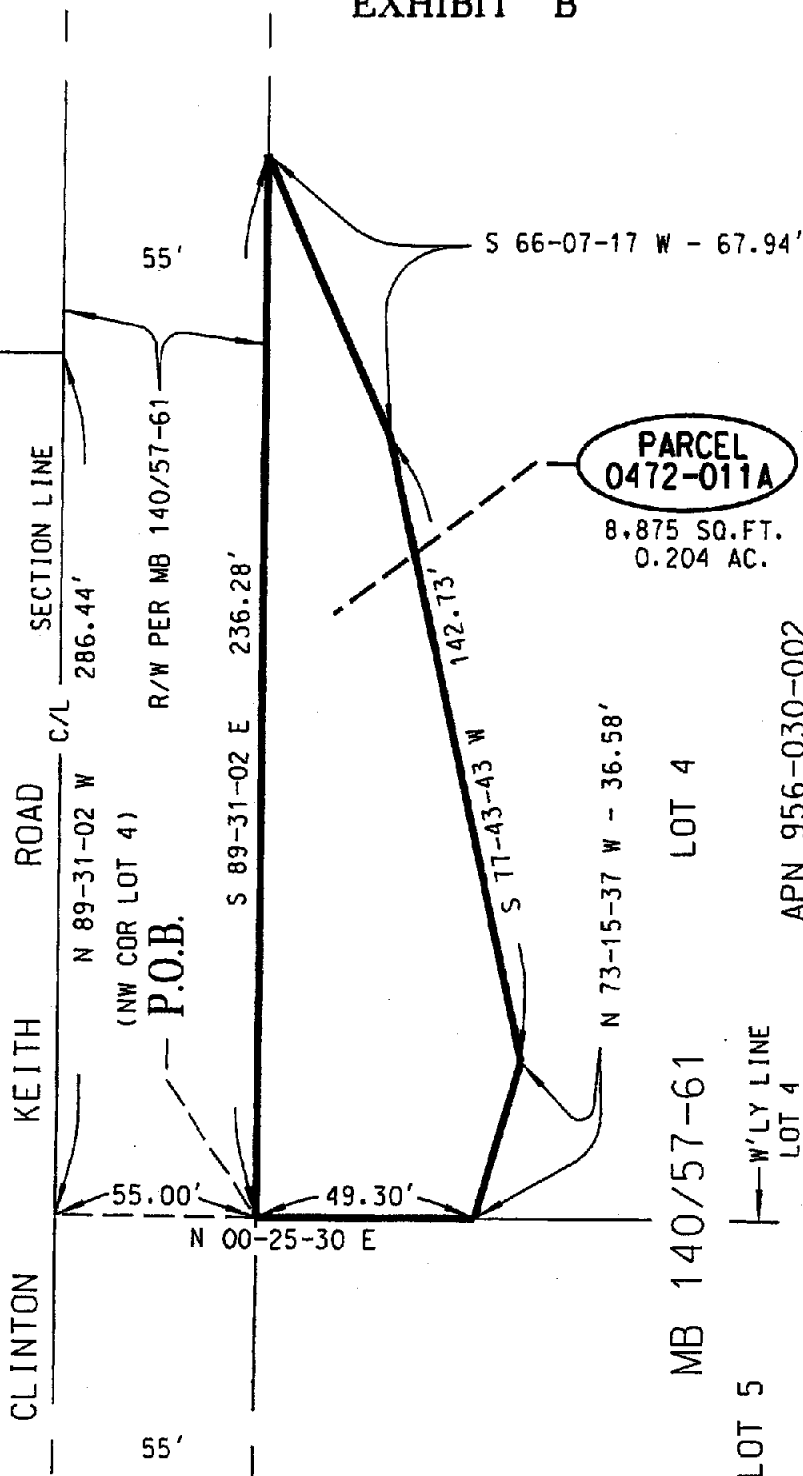 EXHIBIT B
55'
S 66-07-17 W - 67.94'
PARCEL
0472-011A
8,875 SQ.FT.
0.204 AC.
SECTION LINE
C/L
N 89-31-02 W 286.44'
R/W PER MB 140/57-61
S 89-31-02 E 236.28'
S 77-43-43 W 142.73'
N 73-15-37 W - 36.58'
LOT 4
APN 956-030-002
(NW COR LOT 4)
P.O.B.
CLINTON KEITH ROAD
55.00'
49.30'
N 00-25-30 E
MB 140/57-61
W'LY LINE
LOT 4
LOT 5
55'